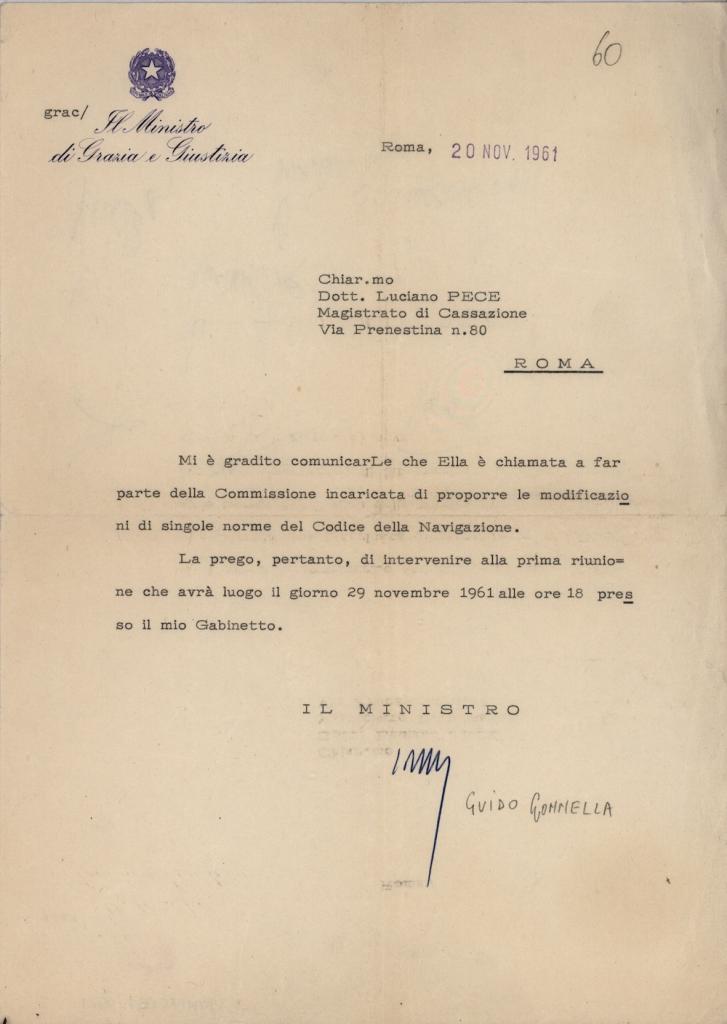 60
grac/
Il Ministro
di Grazia e Giustizia
Roma, 20 NOV. 1961
Chiar.mo
Dott. Luciano PECE
Magistrato di Cassazione
Via Prenestina n.80
ROMA
Mi è gradito comunicarLe che Ella è chiamata a far
parte della Commissione incaricata di proporre le modificazio
ni di singole norme del Codice della Navigazione.
La prego, pertanto, di intervenire alla prima riunio=
ne che avrà luogo il giorno 29 novembre 1961 alle ore 18 pres
so il mio Gabinetto.
IL MINISTRO
GUIDO GONNELLA